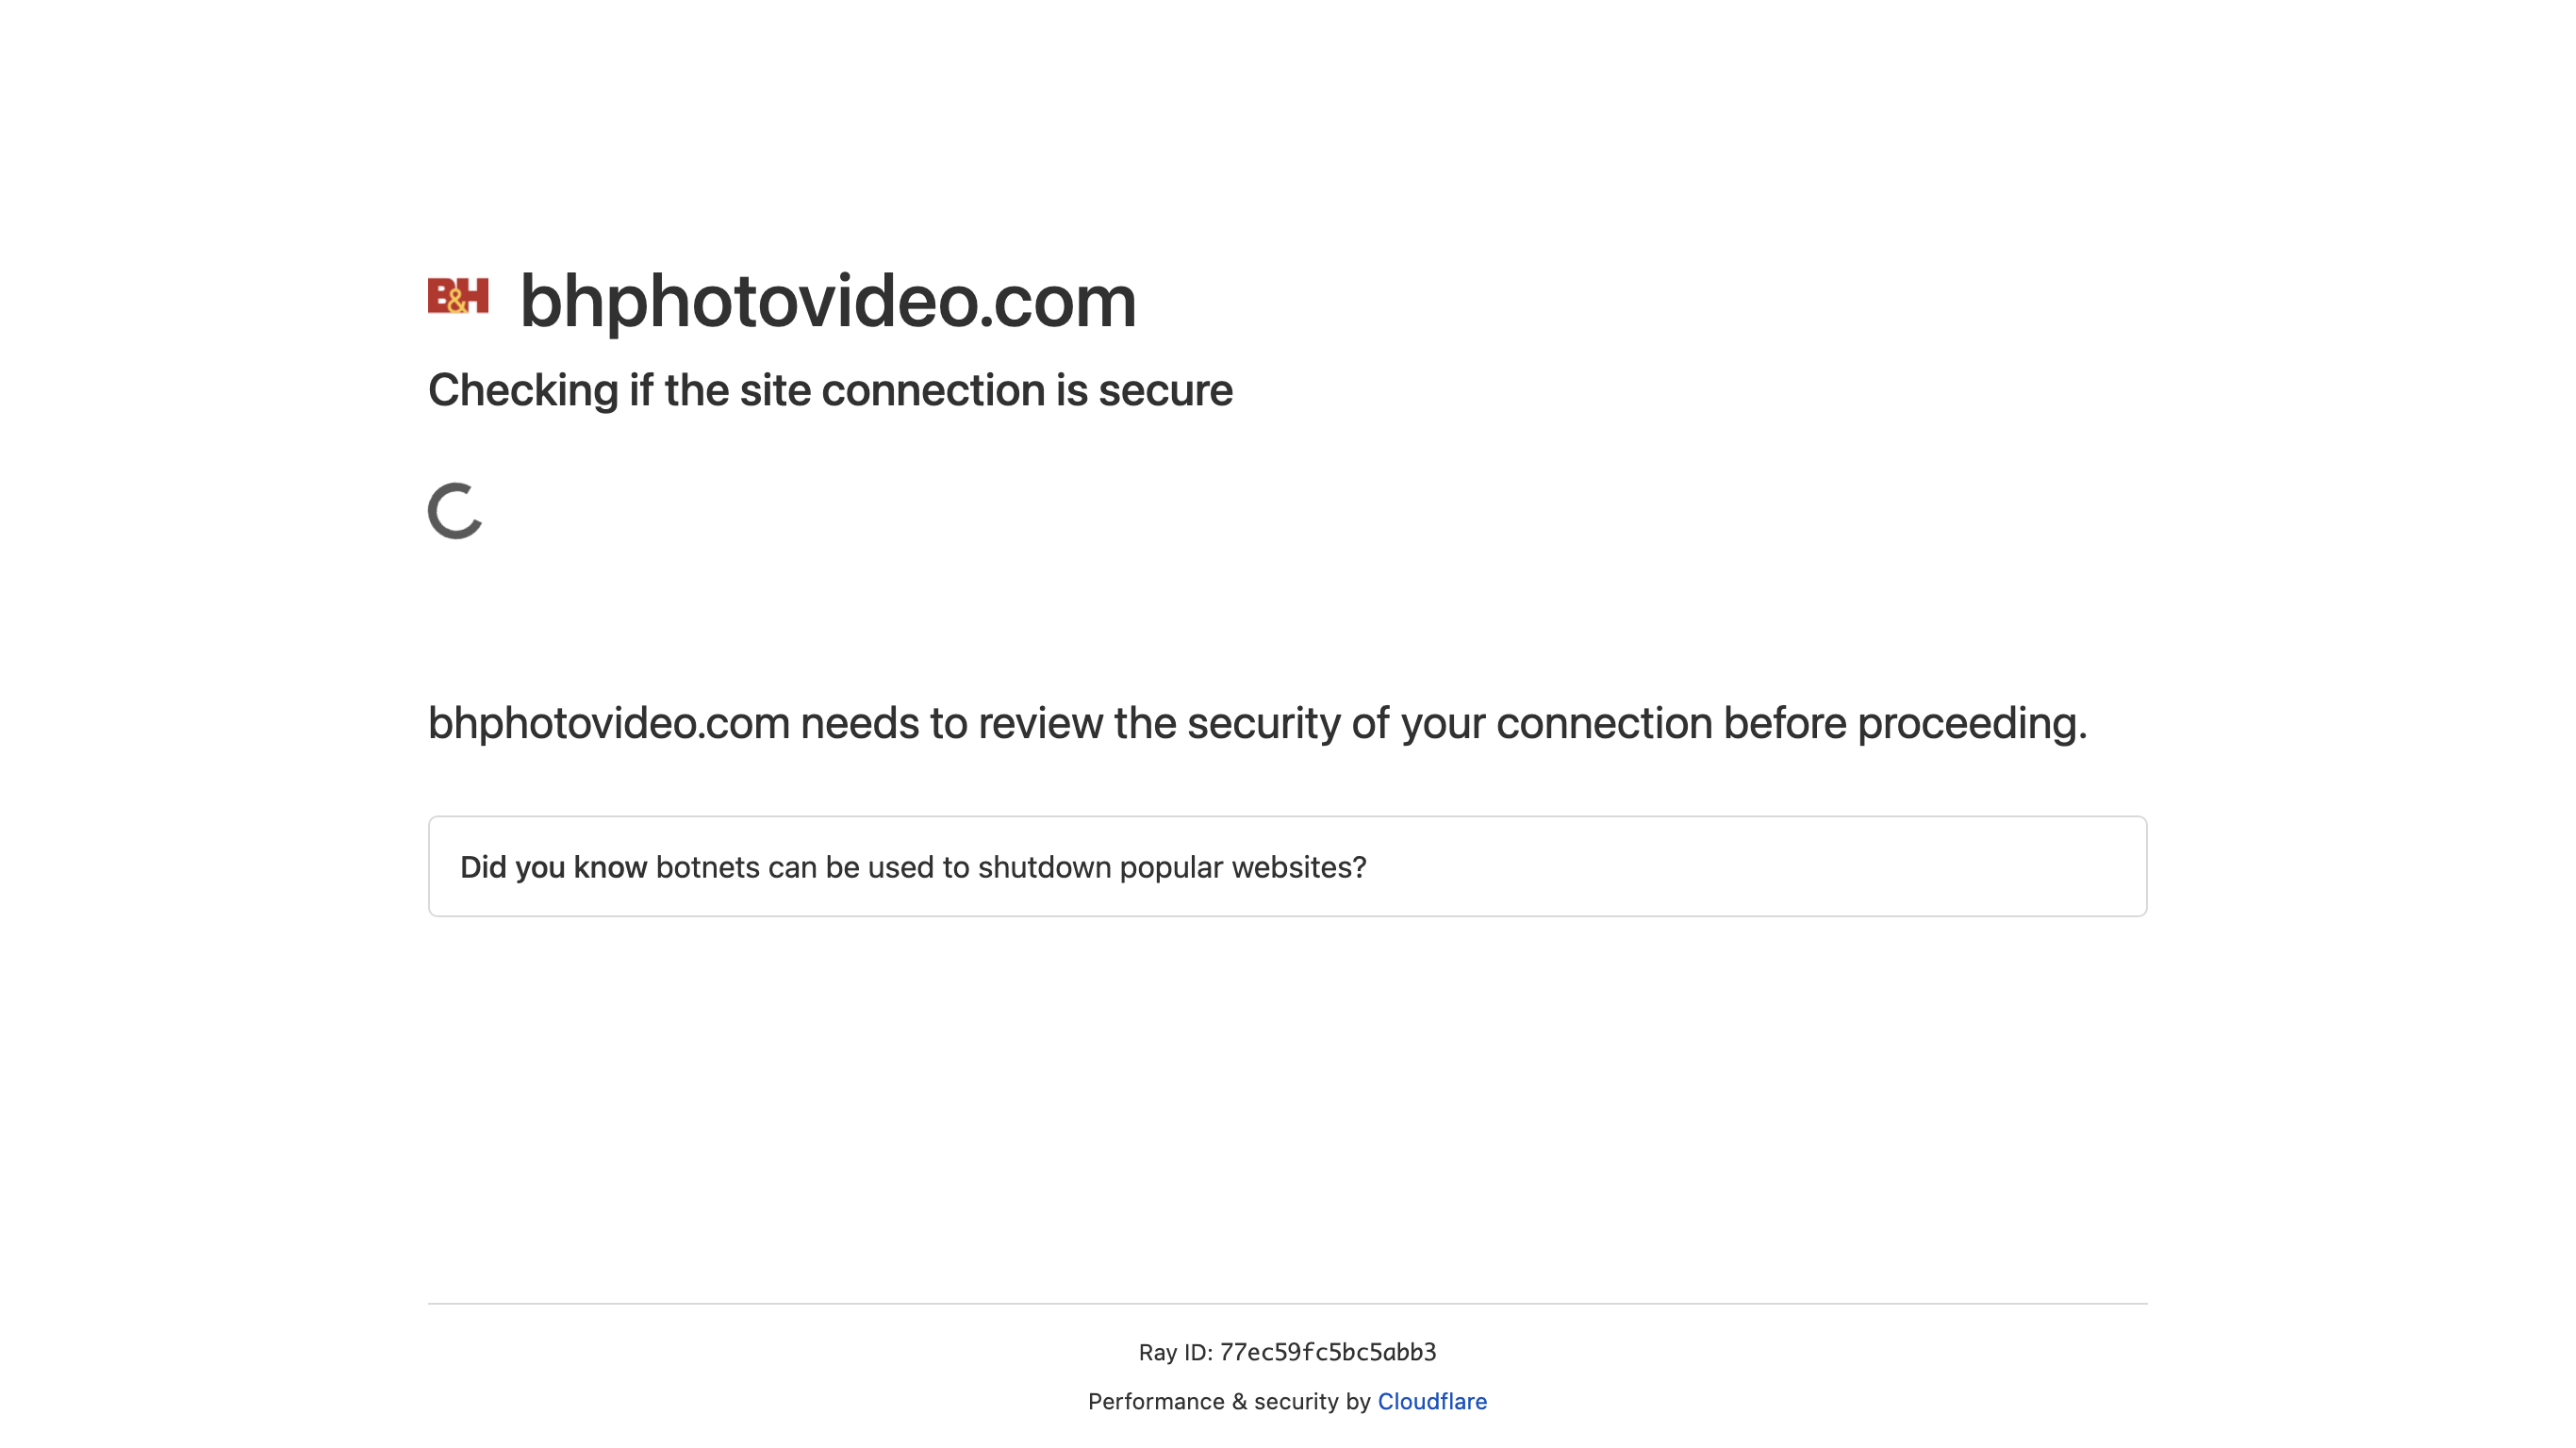 B&H bhphotovideo.com
Checking if the site connection is secure
bhphotovideo.com needs to review the security of your connection before proceeding.
Did you know botnets can be used to shutdown popular websites?
Ray ID: 77ec59fc5bc5abb3
Performance & security by Cloudflare